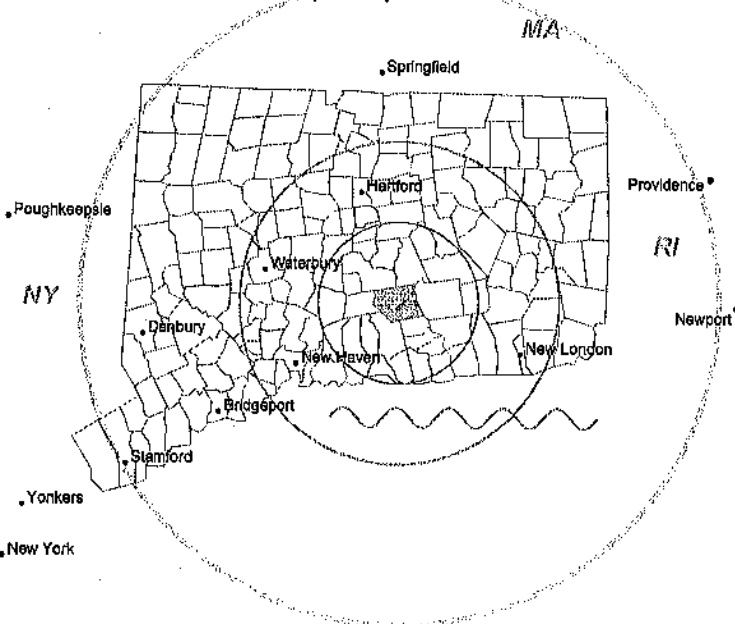 MA
Springfield
Hartford
Providence
Poughkeepsie
RI
Waterbury
NY
Newport
Danbury
New London
New Haven
Bridgeport
Stamford
Yonkers
New York